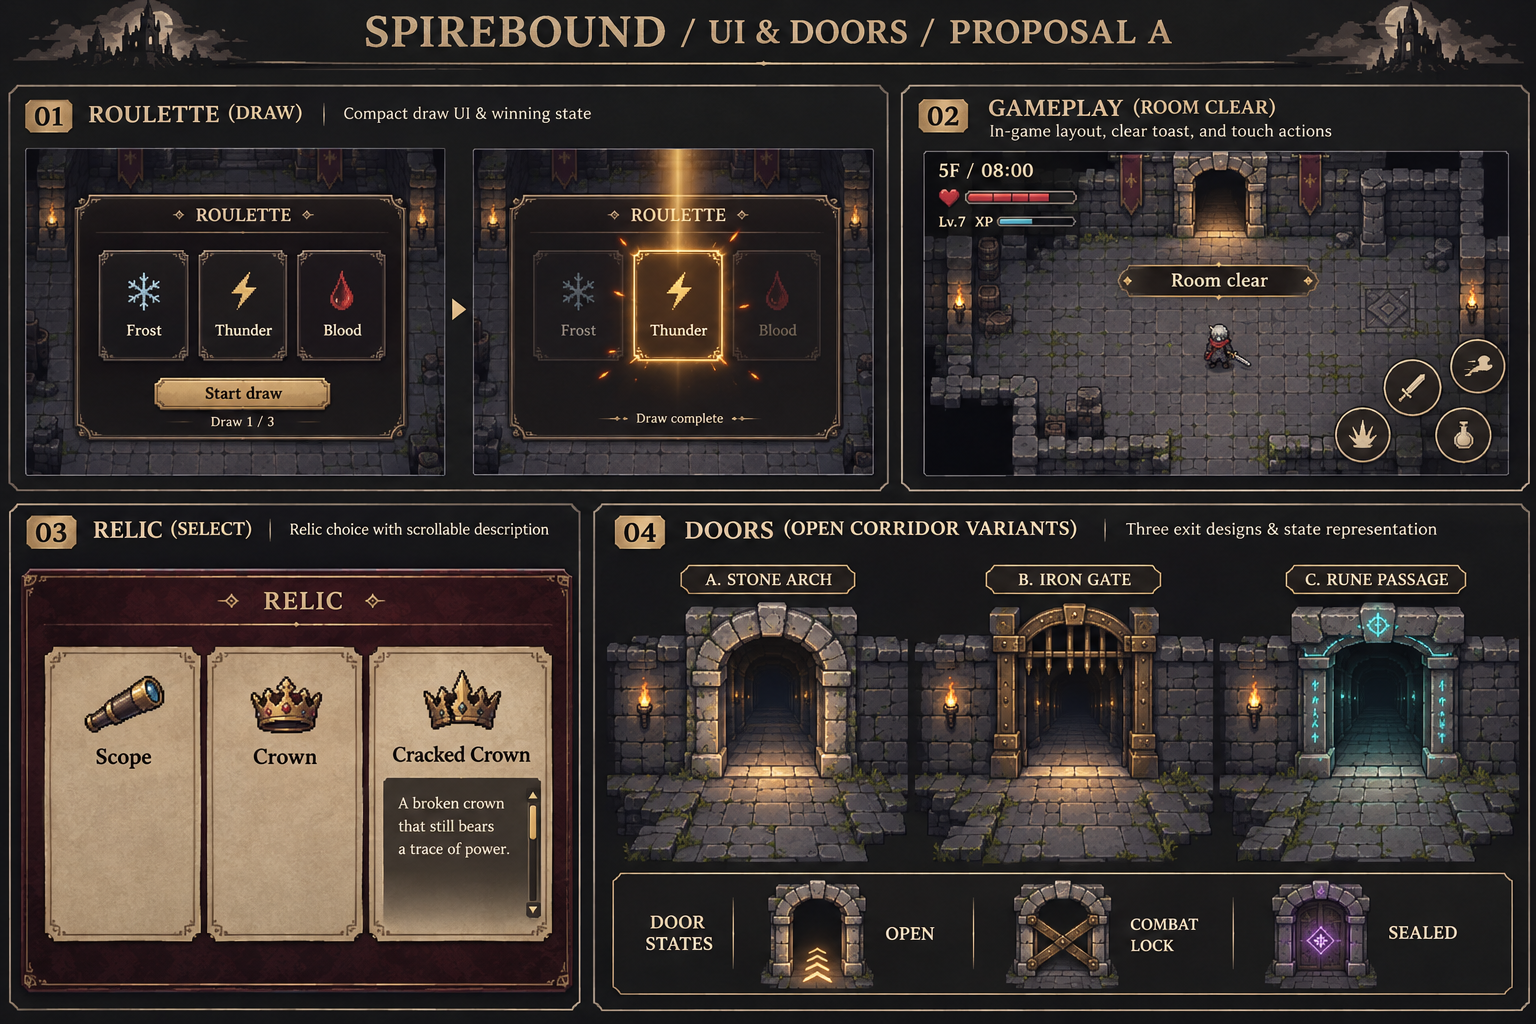 SPIREBOUND / UI & DOORS / PROPOSAL A
01 ROULETTE (DRAW) | Compact draw UI & winning state
ROULETTE
Frost
Thunder
Blood
Start draw
Draw 1 / 3
ROULETTE
Frost
Thunder
Blood
Draw complete
02 GAMEPLAY (ROOM CLEAR)
In-game layout, clear toast, and touch actions
5F / 08:00
Lv.7 XP
Room clear
03 RELIC (SELECT) | Relic choice with scrollable description
RELIC
Scope
Crown
Cracked Crown
A broken crown
that still bears
a trace of power.
04 DOORS (OPEN CORRIDOR VARIANTS) | Three exit designs & state representation
A. STONE ARCH
B. IRON GATE
C. RUNE PASSAGE
DOOR
STATES
OPEN
COMBAT
LOCK
SEALED